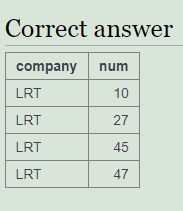 Correct answer
company num
LRT 10
LRT 27
LRT 45
LRT 47